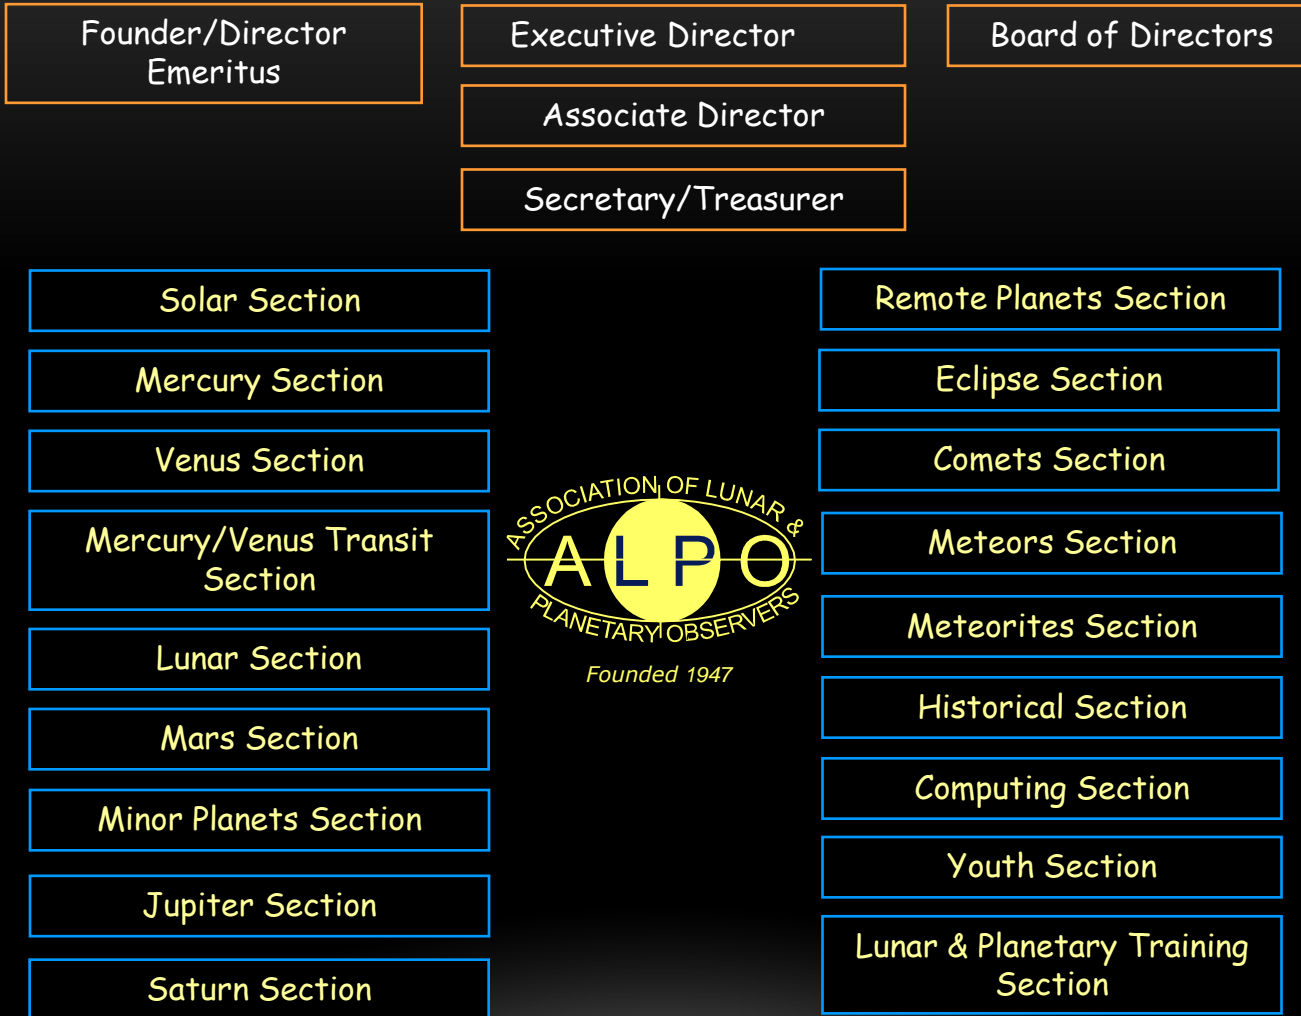 Founder/Director
Emeritus
Executive Director
Board of Directors
Associate Director
Secretary/Treasurer
Solar Section
Mercury Section
Venus Section
Mercury/Venus Transit
Section
Lunar Section
Mars Section
Minor Planets Section
Jupiter Section
Saturn Section
ASSOCIATION OF LUNAR &
A L P O
PLANETARY OBSERVERS
Founded 1947
Remote Planets Section
Eclipse Section
Comets Section
Meteors Section
Meteorites Section
Historical Section
Computing Section
Youth Section
Lunar & Planetary Training
Section